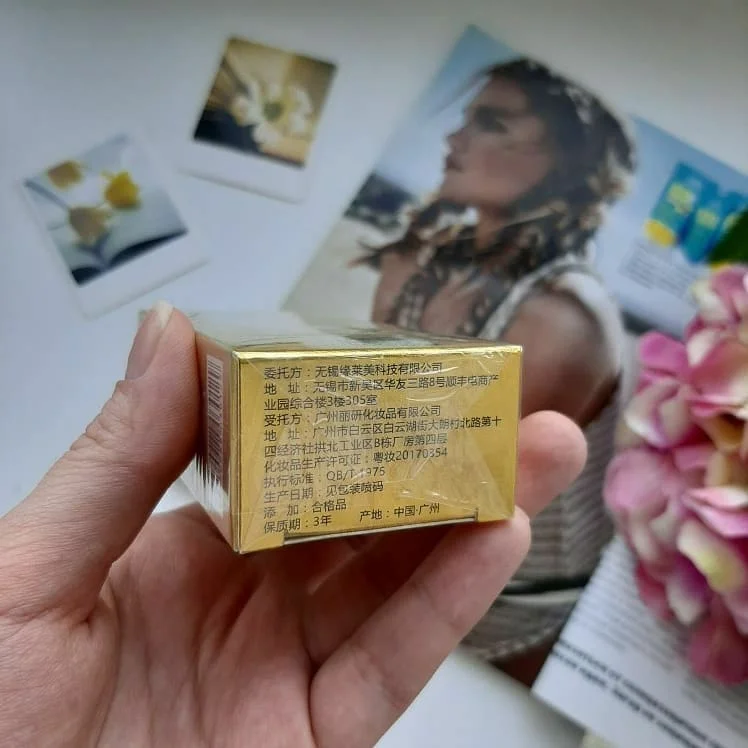 委托方：无锡缘莱美科技有限公司
地 址：无锡市新吴区华友三路8号顺丰电商产
业园综合楼3楼305室
受托方：广州丽研化妆品有限公司
地 址：广州市白云区白云湖街大朗村北路第十
四经济社拱北工业区B栋厂房第四层
化妆品生产许可证：粤妆20170354
执行标准：QB/T 1975
生产日期：见包装喷码
添 加：合格品
保质期：3年 产地：中国·广州